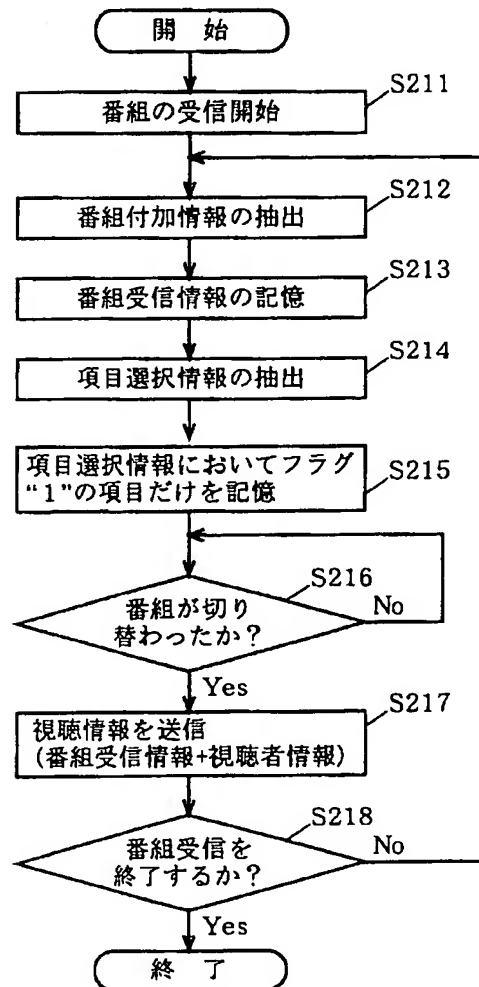 開 始
S211
番組の受信開始
S212
番組付加情報の抽出
S213
番組受信情報の記憶
S214
項目選択情報の抽出
S215
項目選択情報においてフラグ
“1”の項目だけを記憶
S216
番組が切り
替わったか?
No
Yes
S217
視聴情報を送信
(番組受信情報+視聴者情報)
S218
番組受信を
終了するか?
No
Yes
終 了